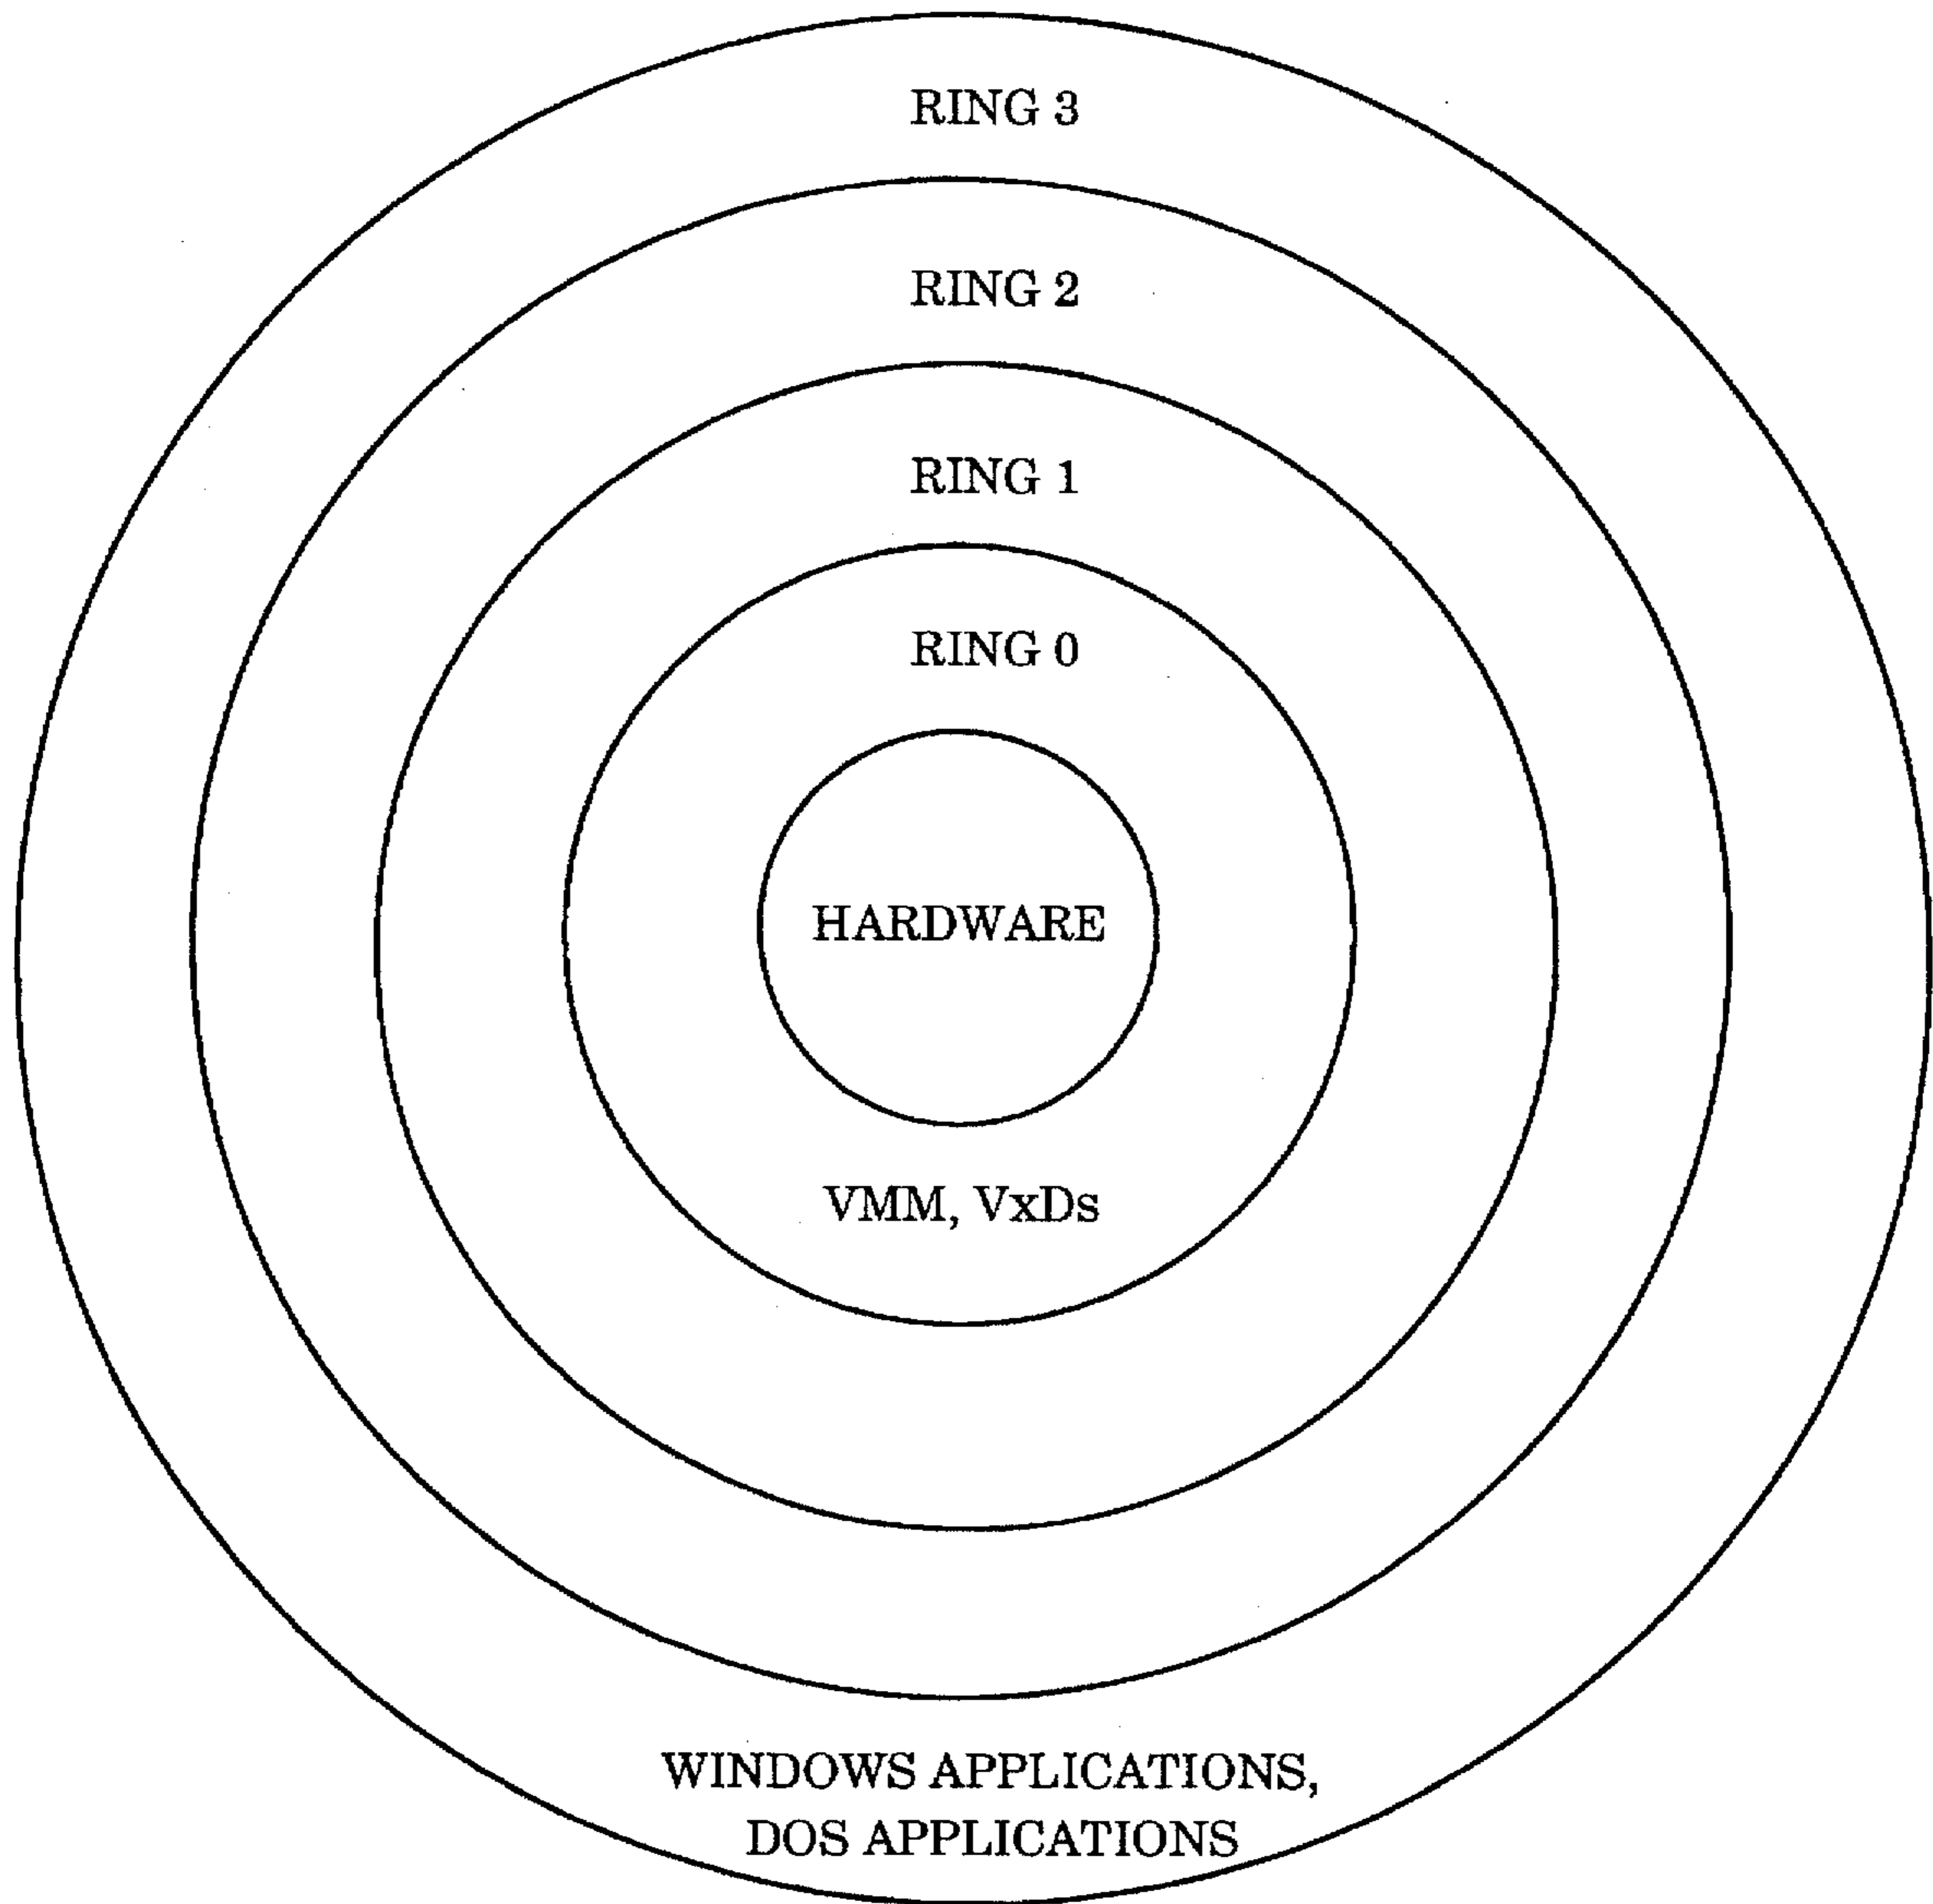 RING 3
RING 2
RING 1
RING 0
HARDWARE
VMM, VxDs
WINDOWS APPLICATIONS,
DOS APPLICATIONS